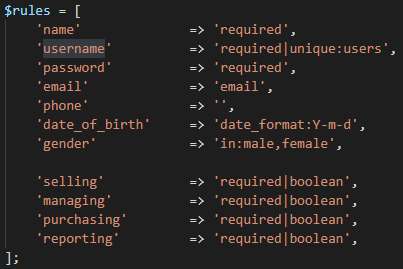 $rules = [
'name' => 'required',
'username' => 'required|unique:users',
'password' => 'required',
'email' => 'email',
'phone' => '',
'date_of_birth' => 'date_format:Y-m-d',
'gender' => 'in:male,female',
'selling' => 'required|boolean',
'managing' => 'required|boolean',
'purchasing' => 'required|boolean',
'reporting' => 'required|boolean',
];